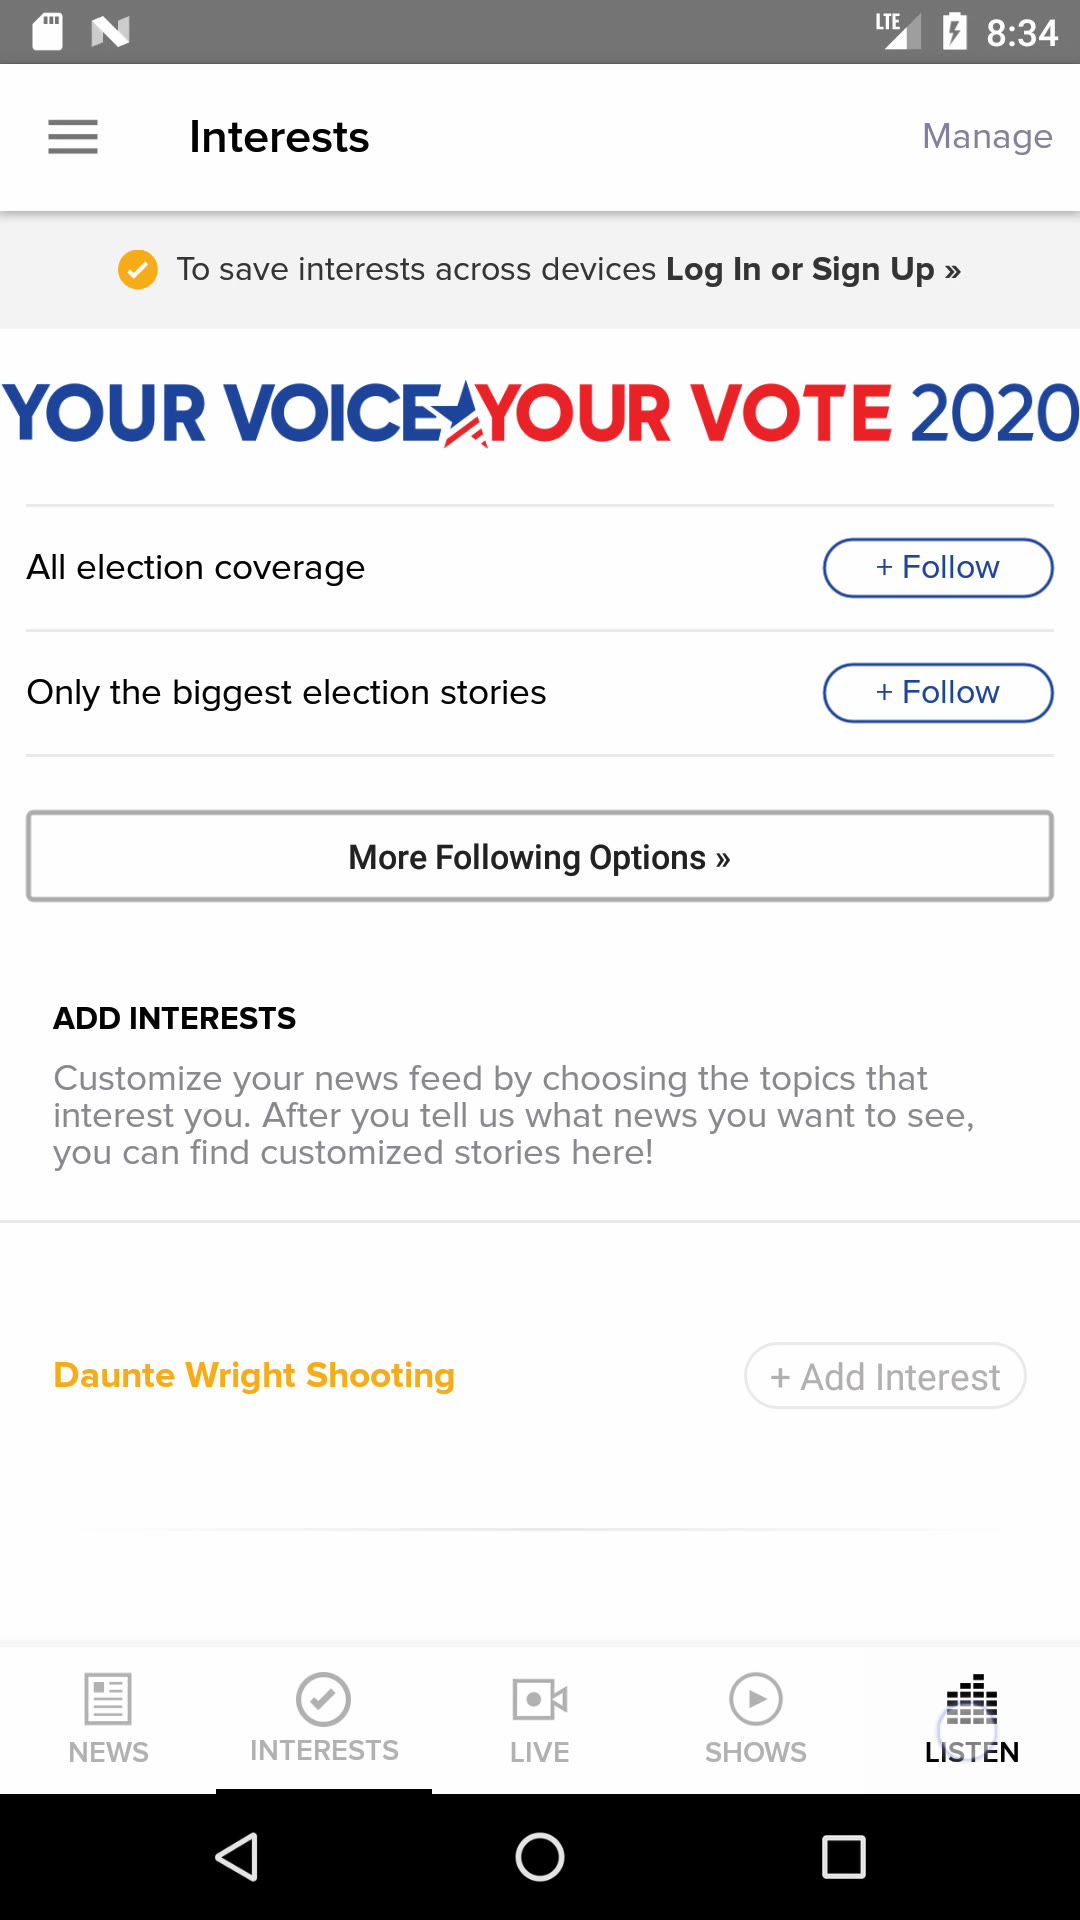 LTE 8:34
Interests Manage
To save interests across devices Log In or Sign Up »
YOUR VOICE YOUR VOTE 2020
All election coverage + Follow
Only the biggest election stories + Follow
More Following Options »
ADD INTERESTS
Customize your news feed by choosing the topics that
interest you. After you tell us what news you want to see,
you can find customized stories here!
Daunte Wright Shooting + Add Interest
NEWS INTERESTS LIVE SHOWS LISTEN